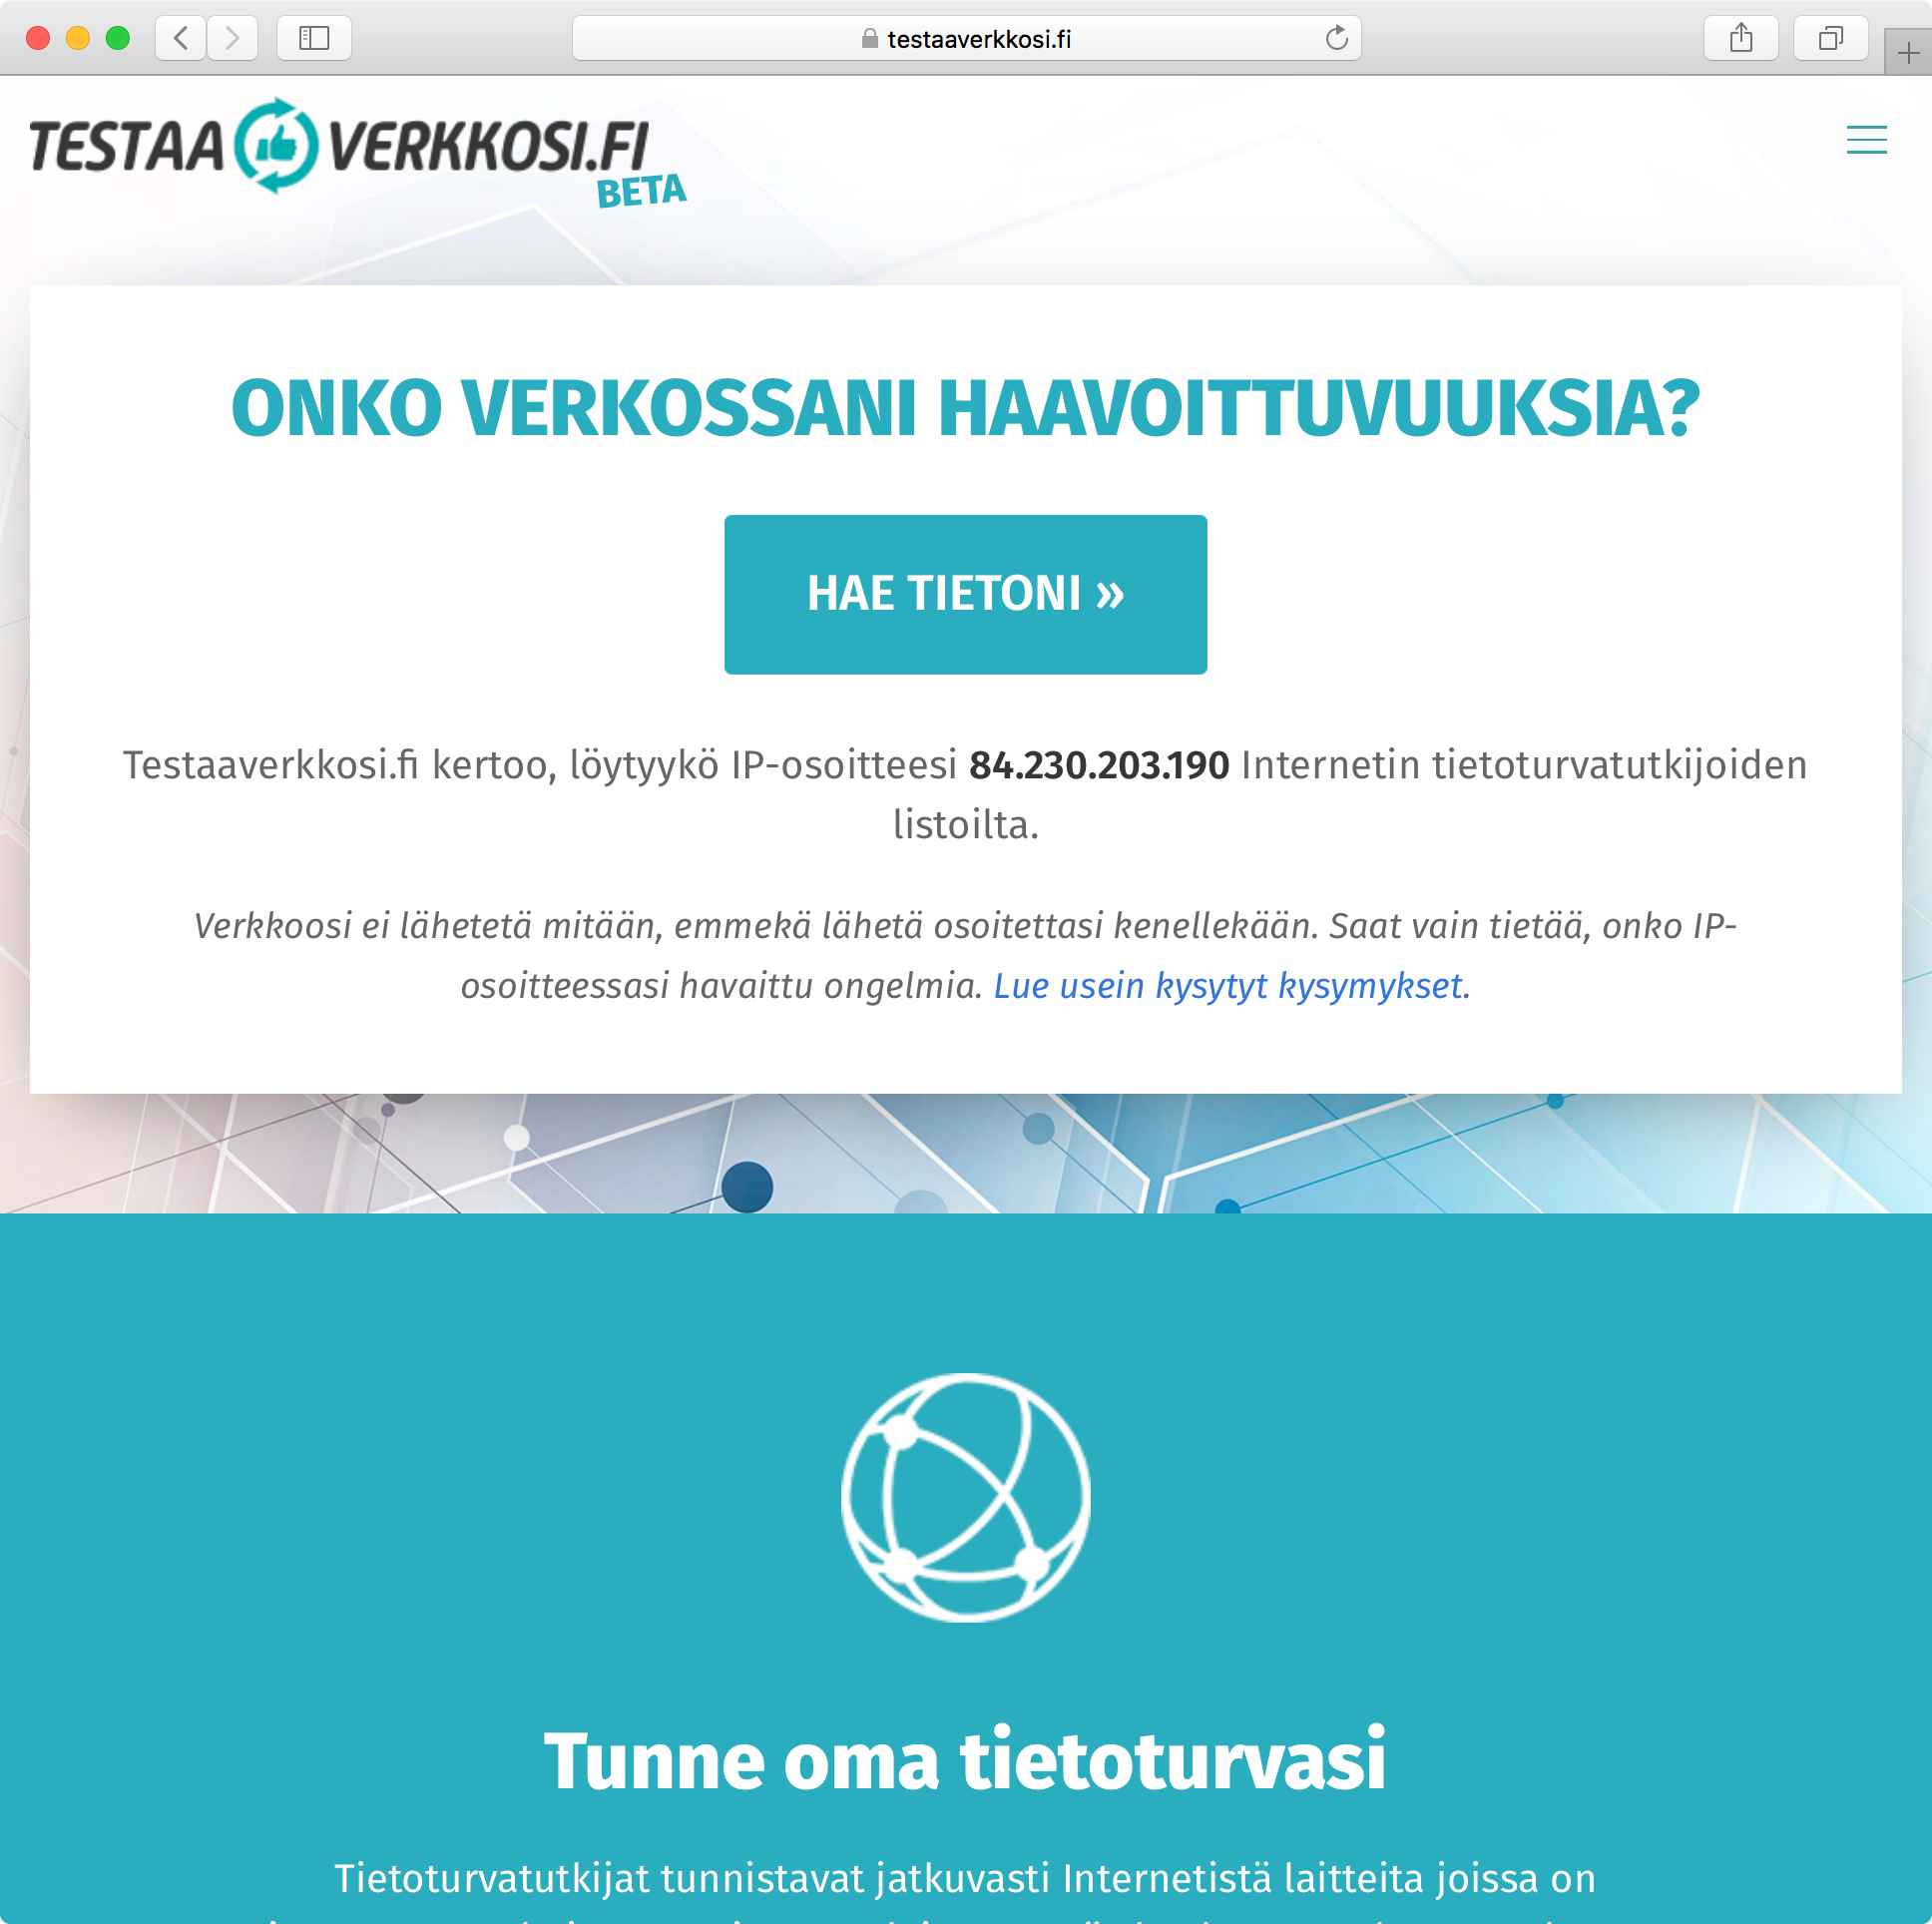 testaaverkkosi.fi
TESTAA VERKKOSI.FI
BETA
ONKO VERKOSSANI HAAVOITTUVUUKSIA?
HAE TIETONI »
Testaaverkkosi.fi kertoo, löytyykö IP-osoitteesi 84.230.203.190 Internetin tietoturvatutkijoiden
listoilta.
Verkkoosi ei lähetetä mitään, emmekä lähetä osoitettasi kenellekään. Saat vain tietää, onko IP-
osoitteessasi havaittu ongelmia. Lue usein kysytyt kysymykset.
Tunne oma tietoturvasi
Tietoturvatutkijat tunnistavat jatkuvasti Internetistä laitteita joissa on